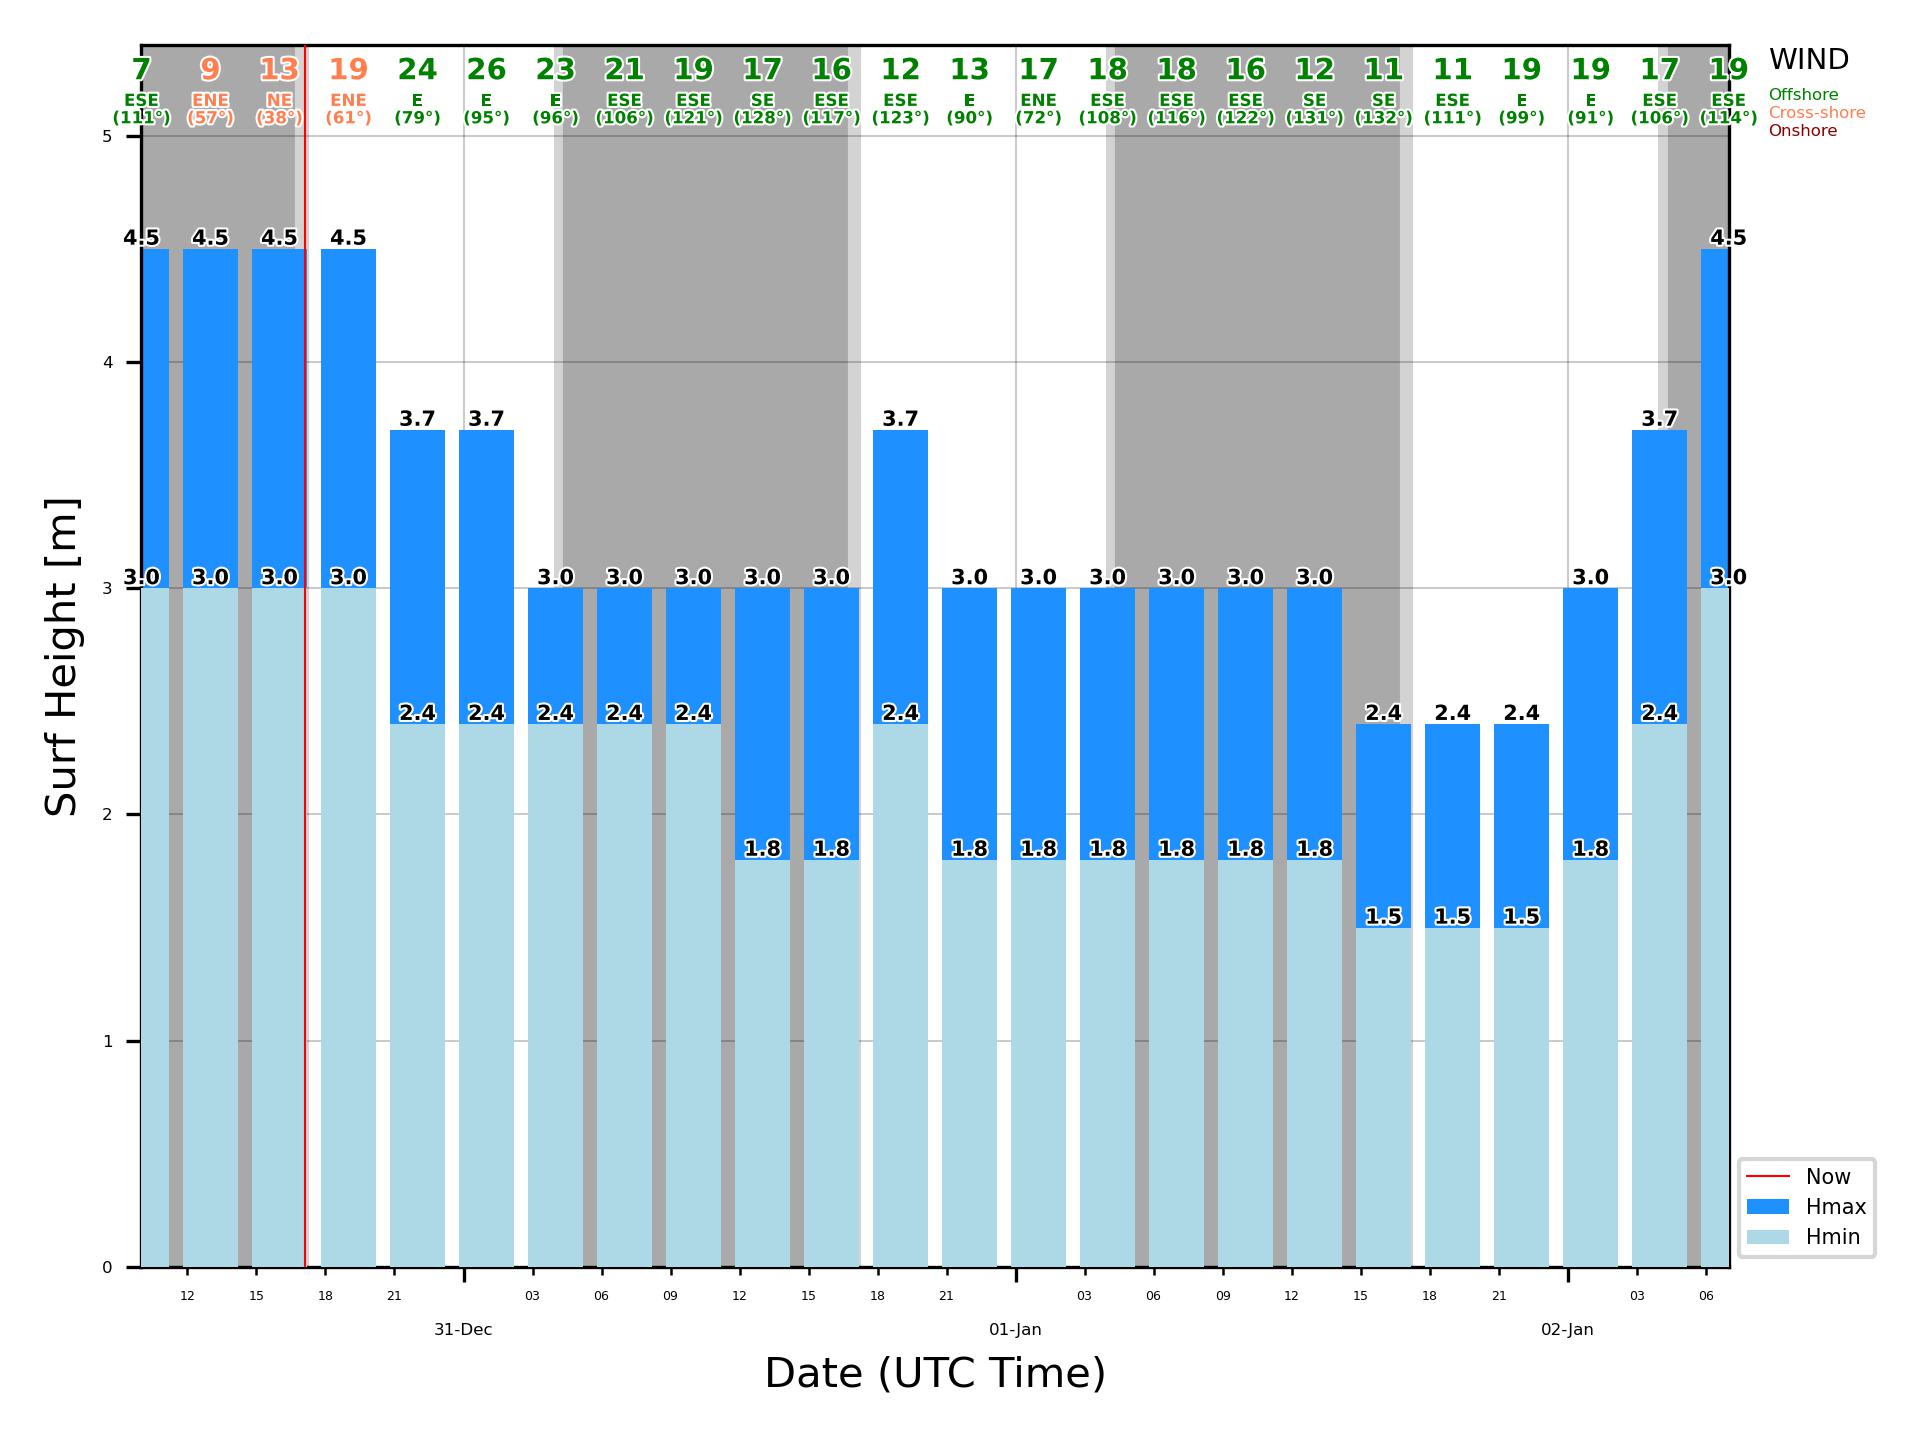 7 9 13 19 24 26 23 21 19 17 16 12 13 17 18 18 16 12 11 11 19 19 17 19 WIND
ESE ENE NE ENE E E E ESE ESE SE ESE ESE E ENE ESE ESE ESE SE SE ESE E E ESE ESE Offshore
(111°) (57°) (38°) (61°) (79°) (95°) (96°) (106°) (121°) (128°) (117°) (123°) (90°) (72°) (108°) (116°) (122°) (131°) (132°) (111°) (99°) (91°) (106°) (114°) Cross-shore
Onshore
5
4.5 4.5 4.5 4.5 4.5
4
3.7 3.7 3.7 3.7
3 3.0 3.0 3.0 3.0 3.0 3.0 3.0 3.0 3.0 3.0 3.0 3.0 3.0 3.0 3.0 3.0 3.0
2.4 2.4 2.4 2.4 2.4 2.4 2.4 2.4 2.4 2.4
2
1.8 1.8 1.8 1.8 1.8 1.8 1.8 1.8 1.8
1.5 1.5 1.5
1
0
Surf Height [m]
Now
Hmax
Hmin
12 15 18 21 03 06 09 12 15 18 21 03 06 09 12 15 18 21 03 06
31-Dec 01-Jan 02-Jan
Date (UTC Time)